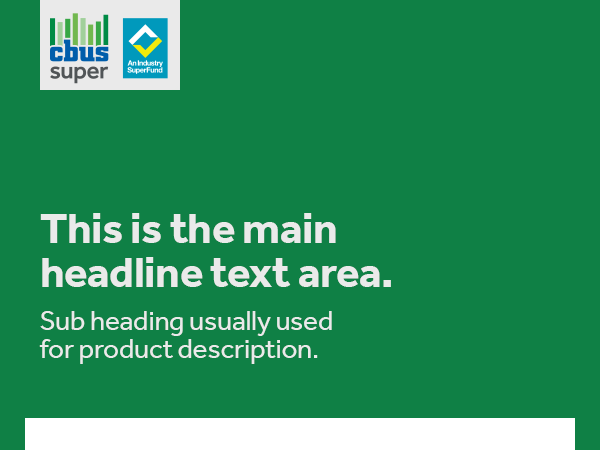 cbus
super
An Industry
SuperFund
This is the main
headline text area.
Sub heading usually used
for product description.